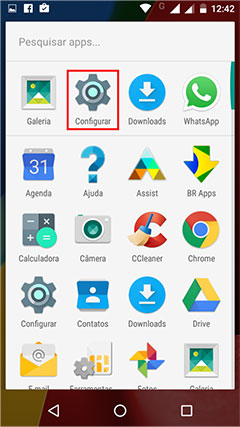 G 12:42
Pesquisar apps...
Galeria Configurar Downloads WhatsApp
31
Agenda Ajuda Assist BR Apps
Calculadora Câmera CCleaner Chrome
Configurar Contatos Downloads Drive
E-mail Ferramentas Fotos Galeria